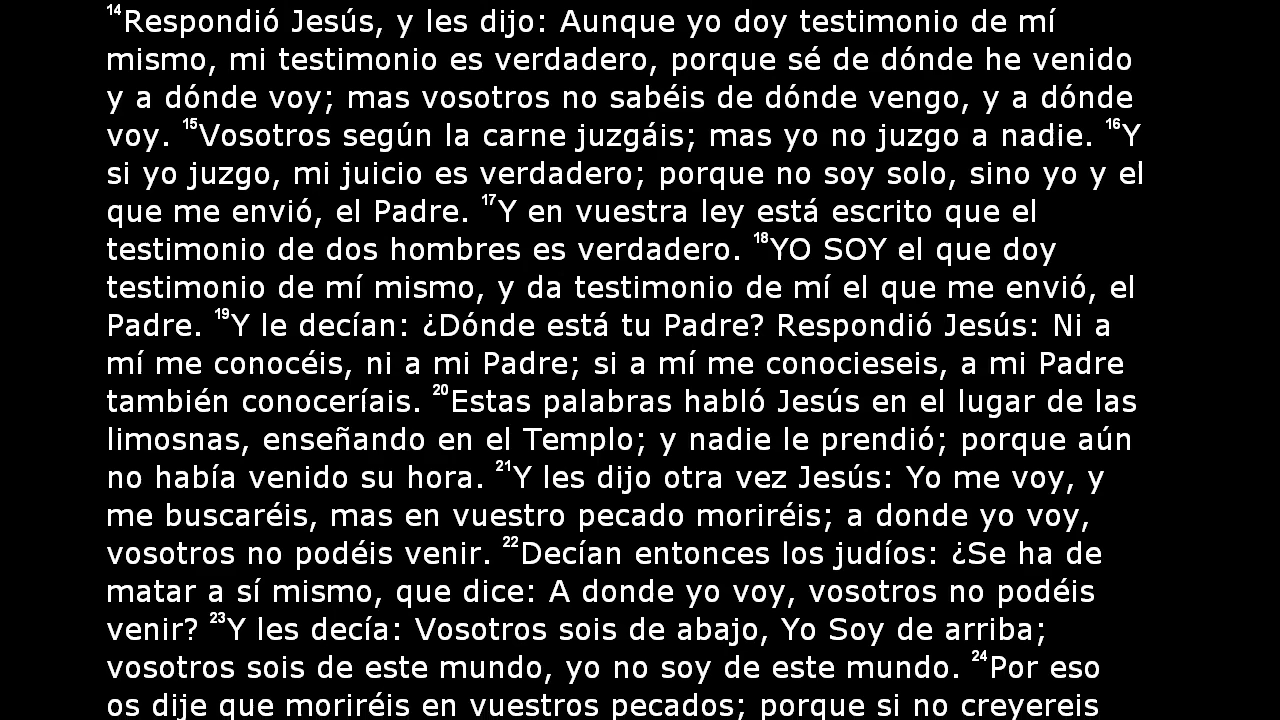 14Respondió Jesús, y les dijo: Aunque yo doy testimonio de mí
mismo, mi testimonio es verdadero, porque sé de dónde he venido
y a dónde voy; mas vosotros no sabéis de dónde vengo, y a dónde
voy. 15Vosotros según la carne juzgáis; mas yo no juzgo a nadie. 16Y
si yo juzgo, mi juicio es verdadero; porque no soy solo, sino yo y el
que me envió, el Padre. 17Y en vuestra ley está escrito que el
testimonio de dos hombres es verdadero. 18YO SOY el que doy
testimonio de mí mismo, y da testimonio de mí el que me envió, el
Padre. 19Y le decían: ¿Dónde está tu Padre? Respondió Jesús: Ni a
mí me conocéis, ni a mi Padre; si a mí me conocieseis, a mi Padre
también conoceríais. 20Estas palabras habló Jesús en el lugar de las
limosnas, enseñando en el Templo; y nadie le prendió; porque aún
no había venido su hora. 21Y les dijo otra vez Jesús: Yo me voy, y
me buscaréis, mas en vuestro pecado moriréis; a donde yo voy,
vosotros no podéis venir. 22Decían entonces los judíos: ¿Se ha de
matar a sí mismo, que dice: A donde yo voy, vosotros no podéis
venir? 23Y les decía: Vosotros sois de abajo, Yo Soy de arriba;
vosotros sois de este mundo, yo no soy de este mundo. 24Por eso
os dije que moriréis en vuestros pecados; porque si no creyereis